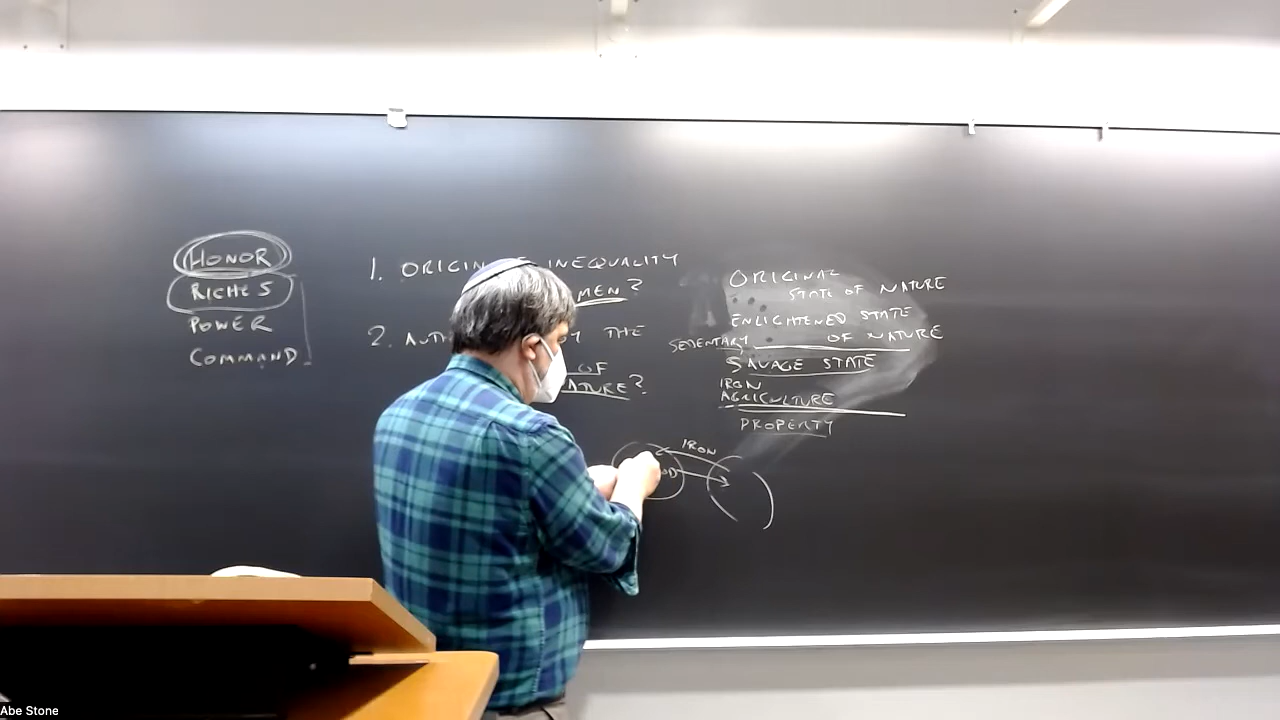 HONOR
RICHES
POWER
COMMAND
1. ORIGIN INEQUALITY
MEN?
2. THE
OF
ORIGINAL
STATE OF NATURE
ENLIGHTENED STATE
OF NATURE
SEDENTARY
SAVAGE STATE
IRON
AGRICULTURE
PROPERTY
IRON
Abe Stone